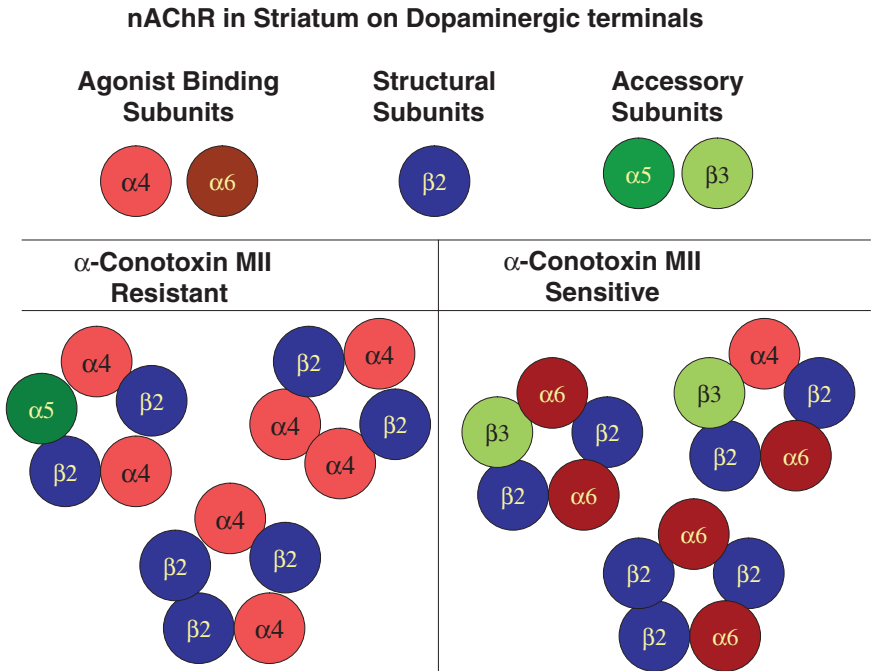 nAChR in Striatum on Dopaminergic terminals
Agonist Binding
Subunits
Structural
Subunits
Accessory
Subunits
α4
α6
β2
α5
β3
α-Conotoxin MII
Resistant
α-Conotoxin MII
Sensitive
α4
α5
β2
β2
α4
β2
α4
α4
β2
α4
α4
β2
β2
β2
α4
α6
β3
β2
β2
α6
α4
β3
β2
β2
α6
α6
β2
β2
β2
α6